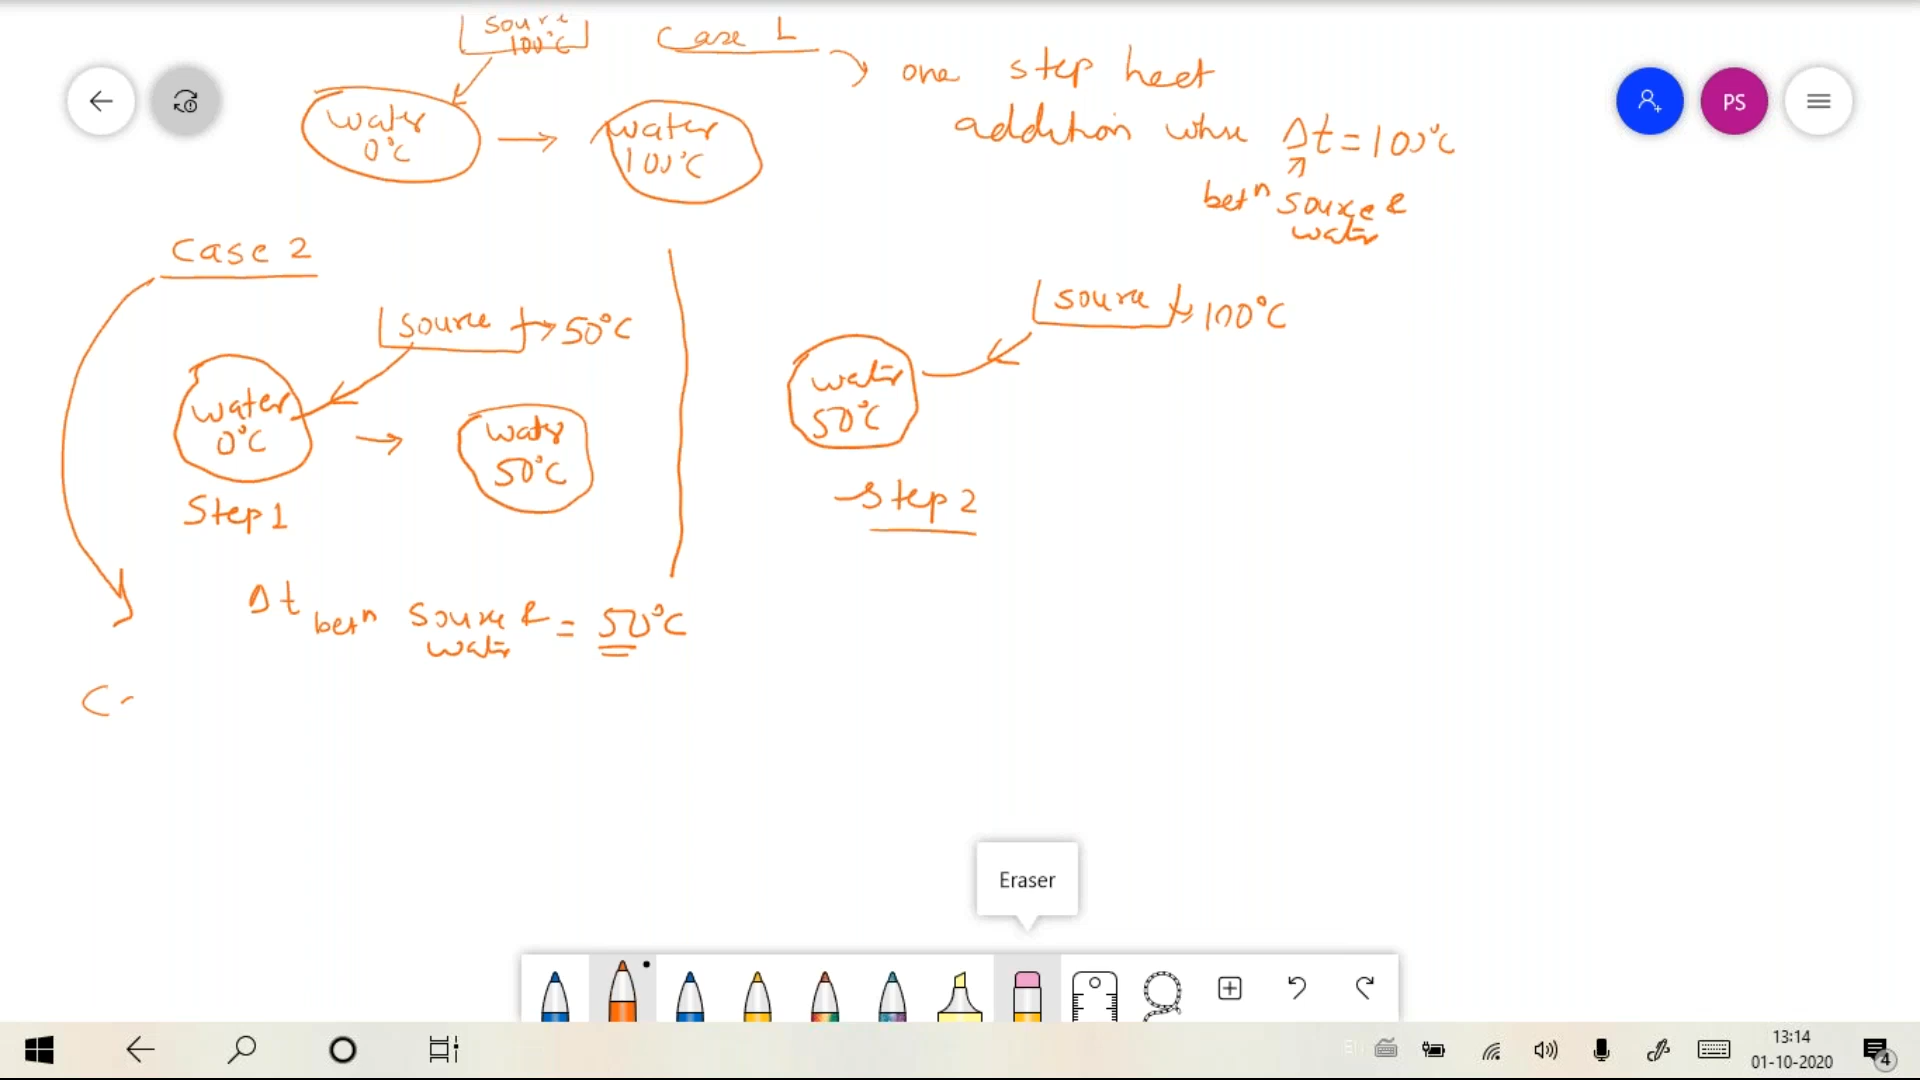 source
100°C
Case 1
one step heat
addition where Δt = 100°C
betⁿ source &
water
water
0°C
water
100°C
PS
Case 2
source → 50°C
water
0°C
water
50°C
Step 1
Δt betⁿ source & = 50°C
water
source → 100°C
water
50°C
Step 2
Eraser
13:14
01-10-2020
4